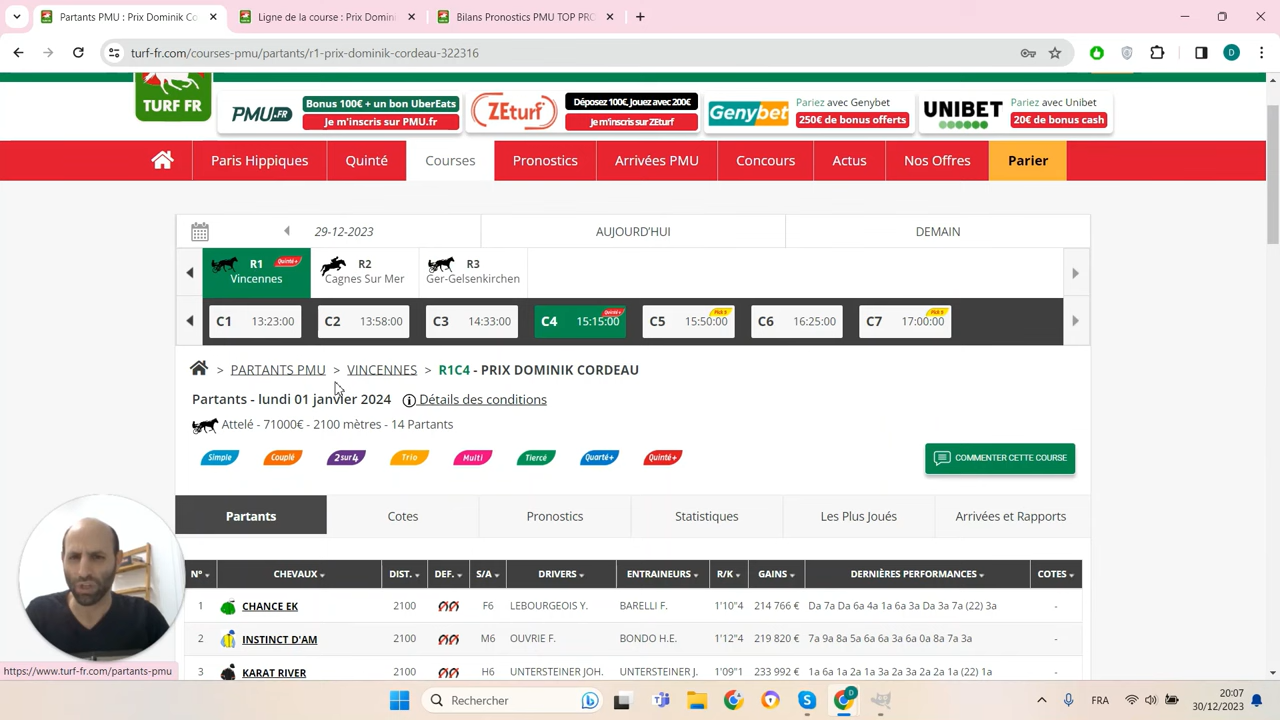 Partants PMU : Prix Dominik Co
Ligne de la course : Prix Domini
Bilans Pronostics PMU TOP PRO
turf-fr.com/courses-pmu/partants/r1-prix-dominik-cordeau-322316
D
TURF FR
PMU.FR
Bonus 100€ + un bon UberEats
Je m'inscris sur PMU.fr
ZEturf
Déposez 100€, Jouez avec 200€
Je m'inscris sur ZEturf
Genybet
Pariez avec Genybet
250€ de bonus offerts
UNIBET
Pariez avec Unibet
20€ de bonus cash
Paris Hippiques Quinté Courses Pronostics Arrivées PMU Concours Actus Nos Offres Parier
29-12-2023 AUJOURD'HUI DEMAIN
R1 Quinté+ R2 R3
Vincennes Cagnes Sur Mer Ger-Gelsenkirchen
C1 13:23:00 C2 13:58:00 C3 14:33:00 C4 15:15:00 Quinté+ C5 15:50:00 Pick 5 C6 16:25:00 C7 17:00:00 Pick 5
> PARTANTS PMU > VINCENNES > R1C4 - PRIX DOMINIK CORDEAU
Partants - lundi 01 janvier 2024 Détails des conditions
Attelé - 71000€ - 2100 mètres - 14 Partants
Simple Couplé 2sur4 Trio Multi Tiercé Quarté+ Quinté+
COMMENTER CETTE COURSE
Partants Cotes Pronostics Statistiques Les Plus Joués Arrivées et Rapports
N° CHEVAUX DIST. DEF. S/A DRIVERS ENTRAINEURS R/K GAINS DERNIÈRES PERFORMANCES COTES
1 CHANCE EK 2100 F6 LEBOURGEOIS Y. BARELLI F. 1'10"4 214 766 € Da 7a Da 6a 4a 1a 6a 3a Da 3a 7a (22) 3a -
2 INSTINCT D'AM 2100 M6 OUVRIE F. BONDO H.E. 1'12"4 219 820 € 7a 9a 8a 5a 6a 6a 3a 6a 0a 8a 7a 3a -
3 KARAT RIVER 2100 H6 UNTERSTEINER JOH. UNTERSTEINER J. 1'09"1 233 992 € 1a 6a 1a 2a 1a 3a 2a 3a 2a 2a 1a (22) 1a -
https://www.turf-fr.com/partants-pmu
Rechercher
FRA
20:07
30/12/2023